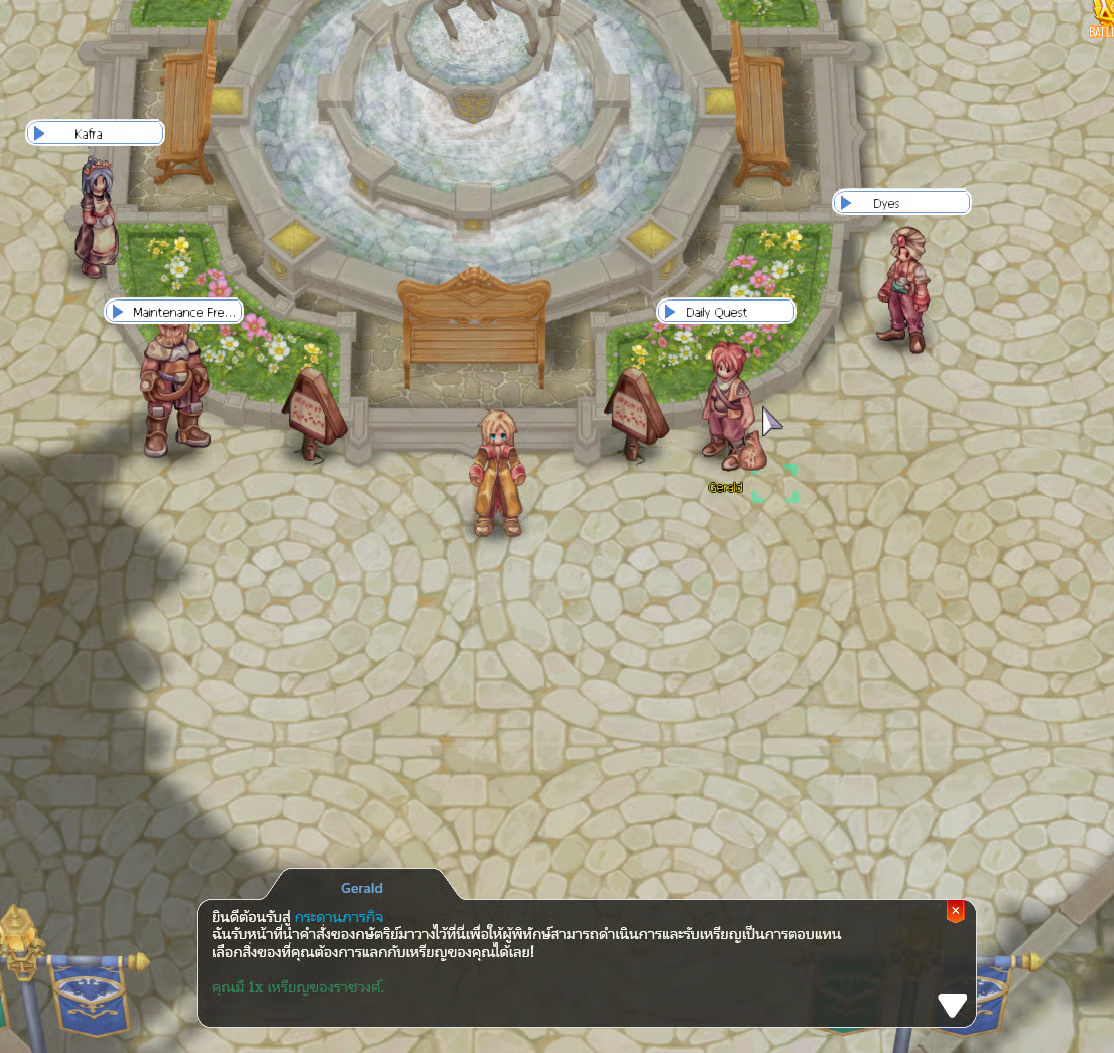 Kafra
Dyes
Maintenance Fre...
Daily Quest
Gerald
Gerald
ยินดีต้อนรับสู่ กระดานภารกิจ
ฉันรับหน้าที่นำคำสั่งของกษัตริย์มาวางไว้ที่นี่เพื่อให้ผู้พิทักษ์สามารถดำเนินการและรับเหรียญเป็นการตอบแทน
เลือกสิ่งของที่คุณต้องการแลกกับเหรียญของคุณได้เลย!
คุณมี 1x เหรียญของราชวงศ์.